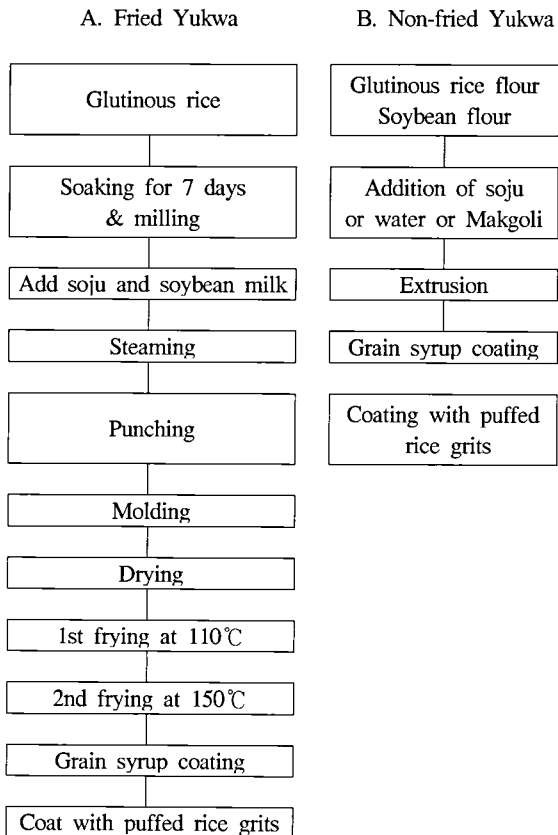 A. Fried Yukwa
Glutinous rice
Soaking for 7 days
& milling
Add soju and soybean milk
Steaming
Punching
Molding
Drying
1st frying at 110℃
2nd frying at 150℃
Grain syrup coating
Coat with puffed rice grits
B. Non-fried Yukwa
Glutinous rice flour
Soybean flour
Addition of soju
or water or Makgoli
Extrusion
Grain syrup coating
Coating with puffed
rice grits